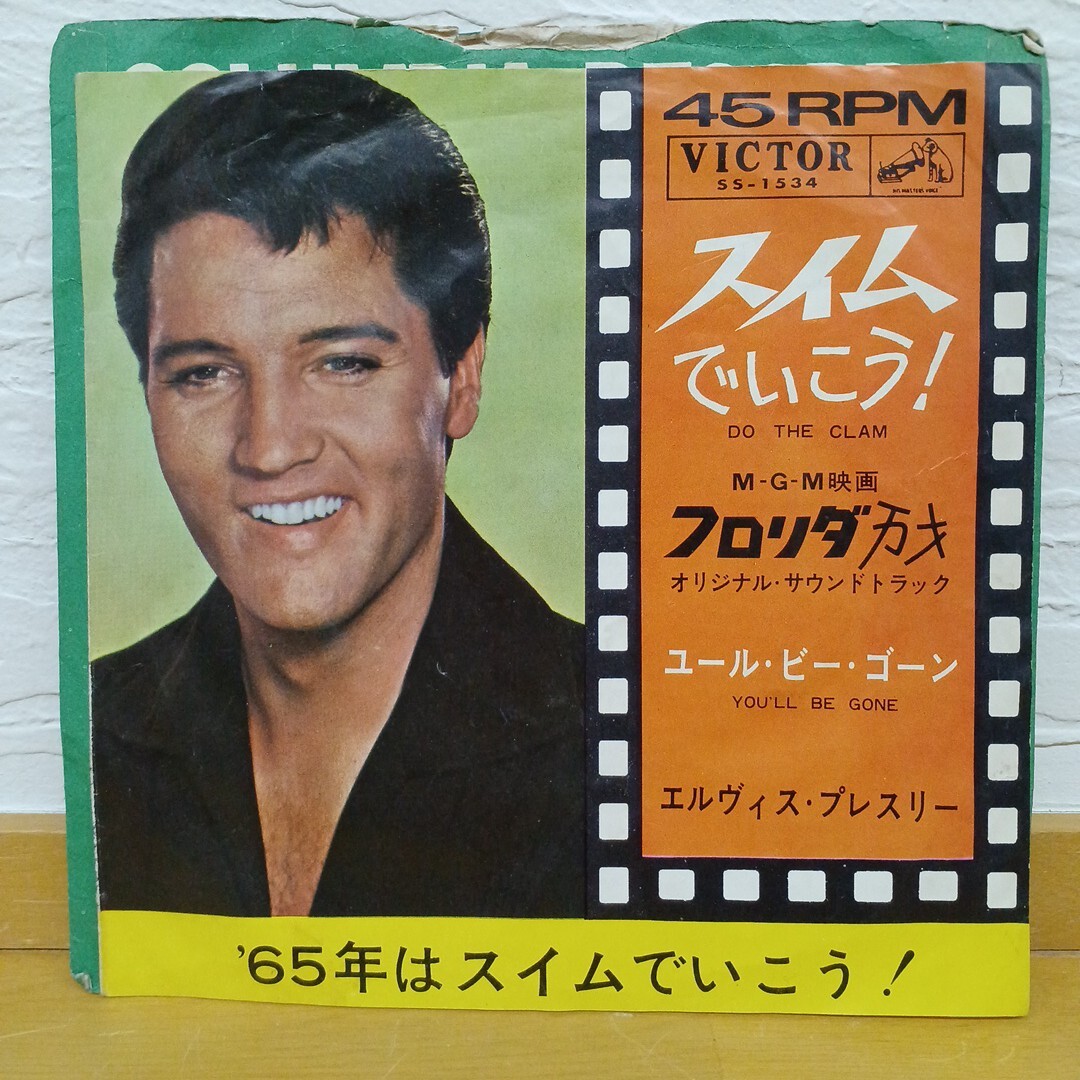 45 RPM
VICTOR
SS-1534
HIS MASTERS VOICE
スイム
でいこう!
DO THE CLAM
M-G-M映画
フロリダ万才
オリジナル・サウンドトラック
ユール・ビー・ゴーン
YOU'LL BE GONE
エルヴィス・プレスリー
'65年はスイムでいこう!